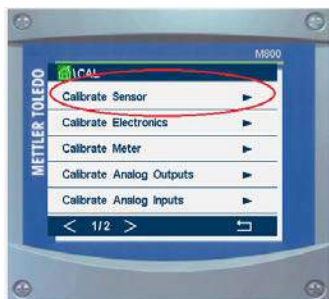 M800
METTLER TOLEDO
\CAL
Calibrate Sensor
Calibrate Electronics
Calibrate Meter
Calibrate Analog Outputs
Calibrate Analog Inputs
< 1/2 >